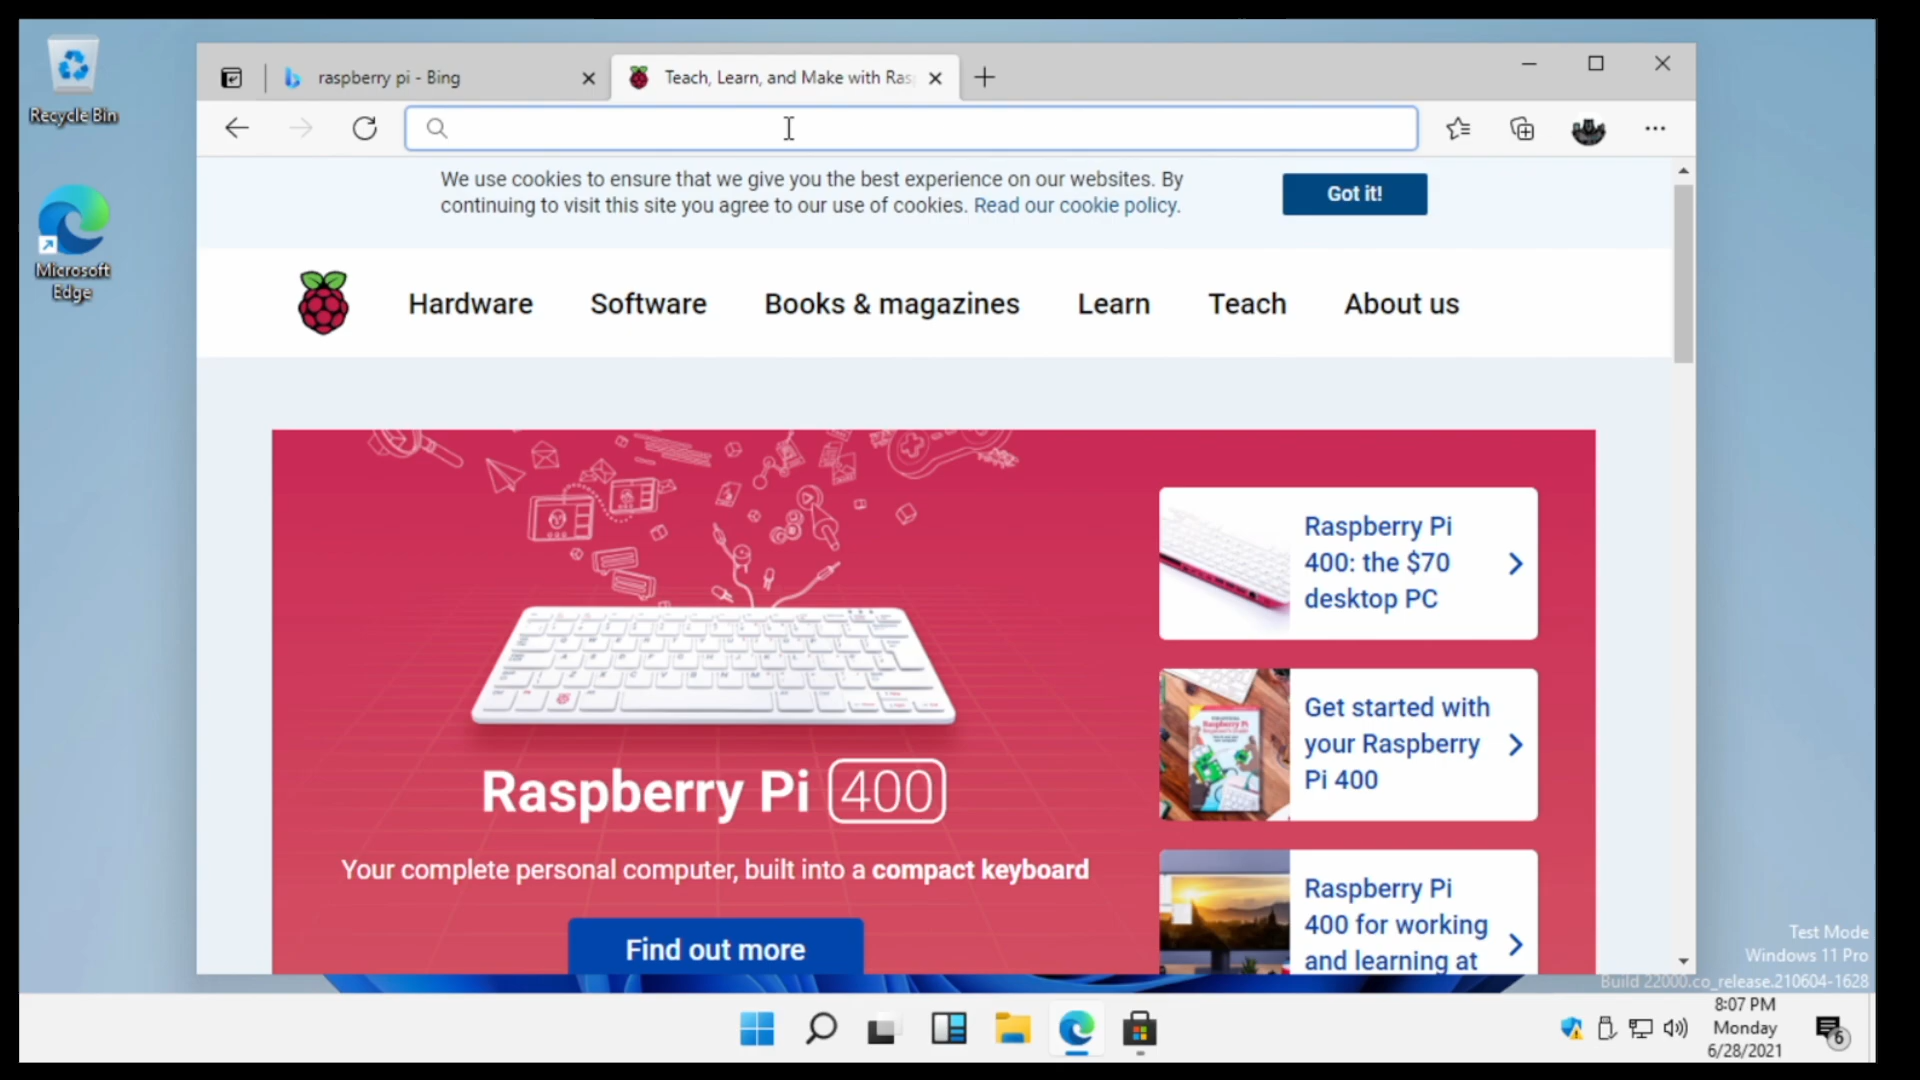 Recycle Bin
Microsoft
Edge
raspberry pi - Bing
Teach, Learn, and Make with Ras
We use cookies to ensure that we give you the best experience on our websites. By
continuing to visit this site you agree to our use of cookies. Read our cookie policy.
Got it!
Hardware
Software
Books & magazines
Learn
Teach
About us
Raspberry Pi 400
Your complete personal computer, built into a compact keyboard
Find out more
Raspberry Pi
400: the $70
desktop PC
Get started with
your Raspberry
Pi 400
Raspberry Pi
400 for working
and learning at
Test Mode
Windows 11 Pro
Build 22000.co_release.210604-1628
8:07 PM
Monday
6/28/2021
6